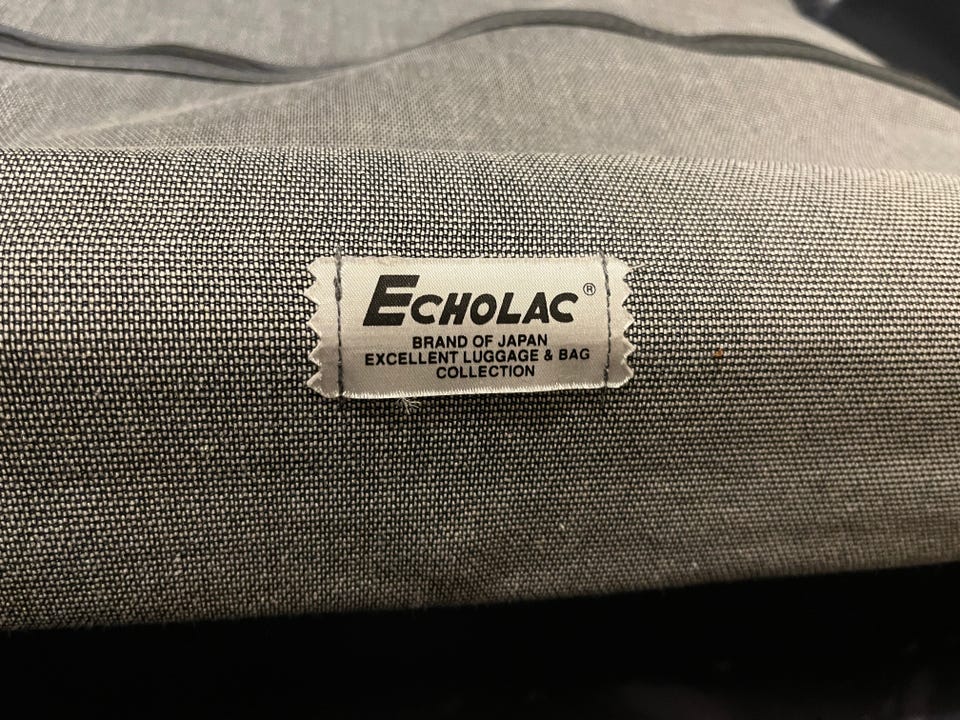 ECHOLAC®
BRAND OF JAPAN
EXCELLENT LUGGAGE & BAG
COLLECTION